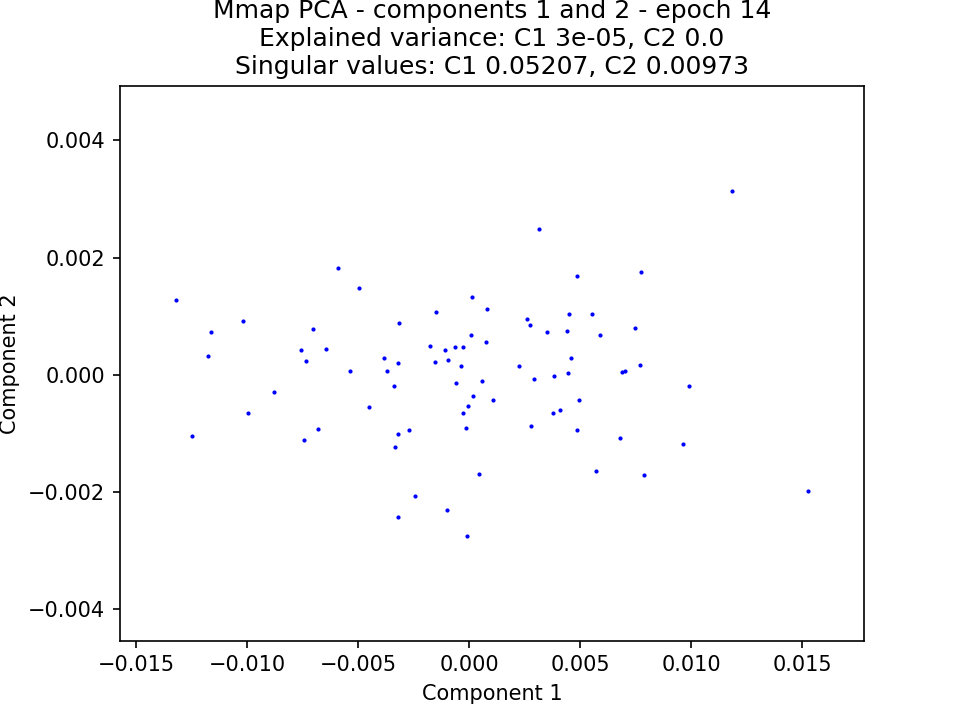 Mmap PCA - components 1 and 2 - epoch 14
Explained variance: C1 3e-05, C2 0.0
Singular values: C1 0.05207, C2 0.00973
Component 2
0.004
0.002
0.000
−0.002
−0.004
−0.015 −0.010 −0.005 0.000 0.005 0.010 0.015
Component 1